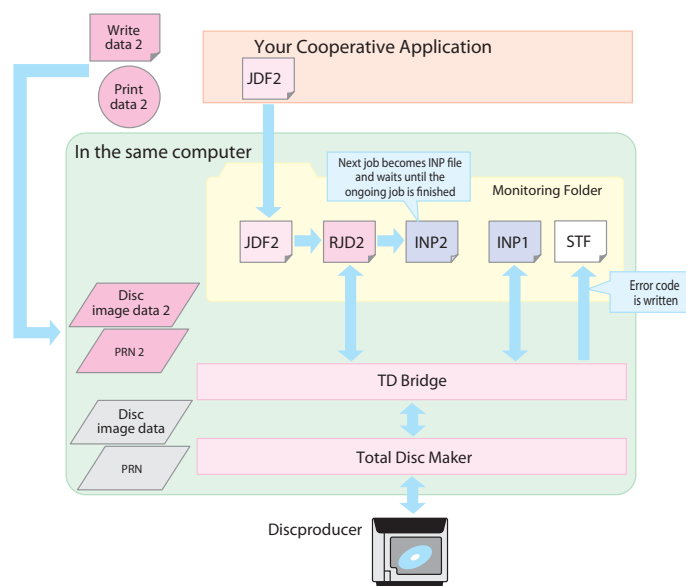 Write
data 2
Your Cooperative Application
JDF2
Print
data 2
In the same computer
Next job becomes INP file
and waits until the
ongoing job is finished
Monitoring Folder
JDF2
RJD2
INP2
INP1
STF
Error code
is written
Disc
image data 2
PRN 2
TD Bridge
Disc
image data
PRN
Total Disc Maker
Discproducer